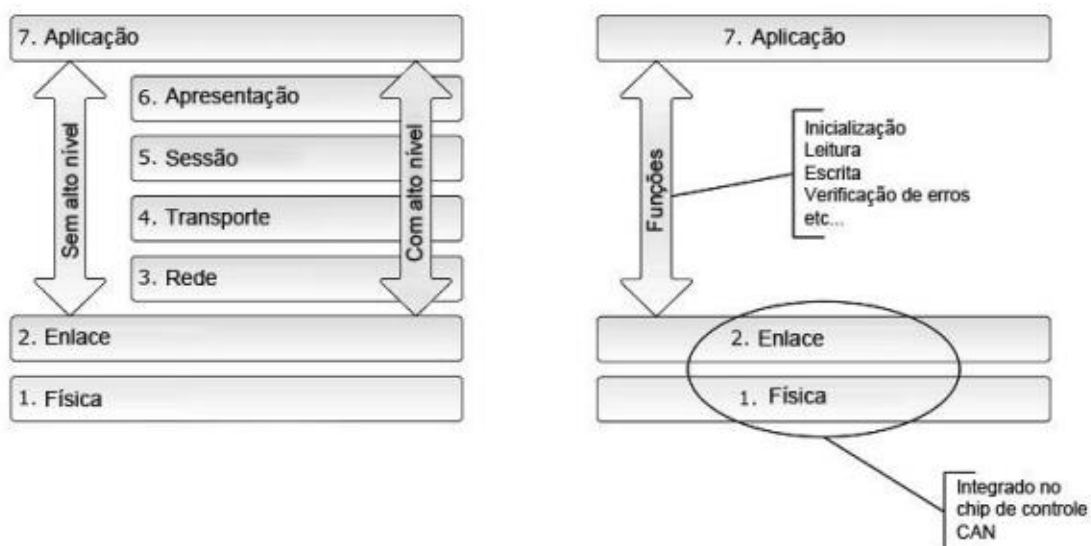 7. Aplicação
6. Apresentação
5. Sessão
4. Transporte
3. Rede
2. Enlace
1. Física
Sem alto nível
Com alto nível
7. Aplicação
Funções
Inicialização
Leitura
Escrita
Verificação de erros
etc...
2. Enlace
1. Física
Integrado no
chip de controle
CAN